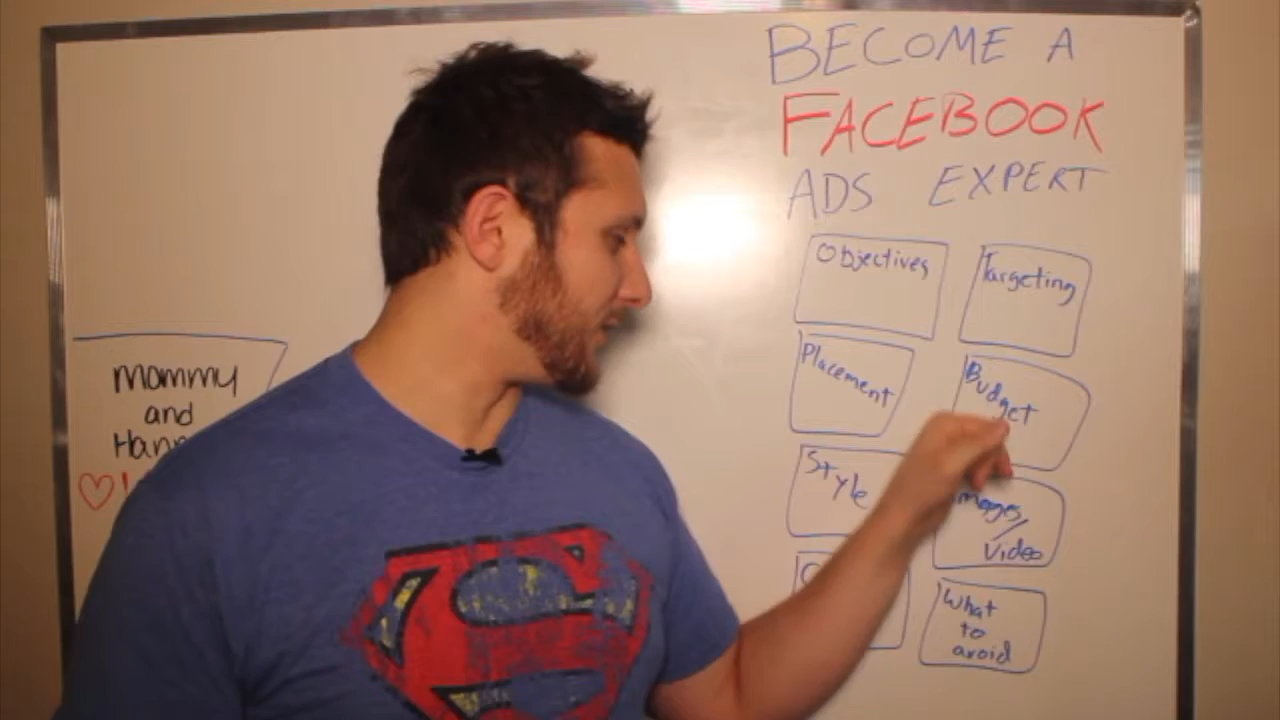 BECOME A
FACEBOOK
ADS EXPERT
Objectives
Targeting
Placement
Budget
Style
Images/
Video
What
to
avoid
Mommy
and